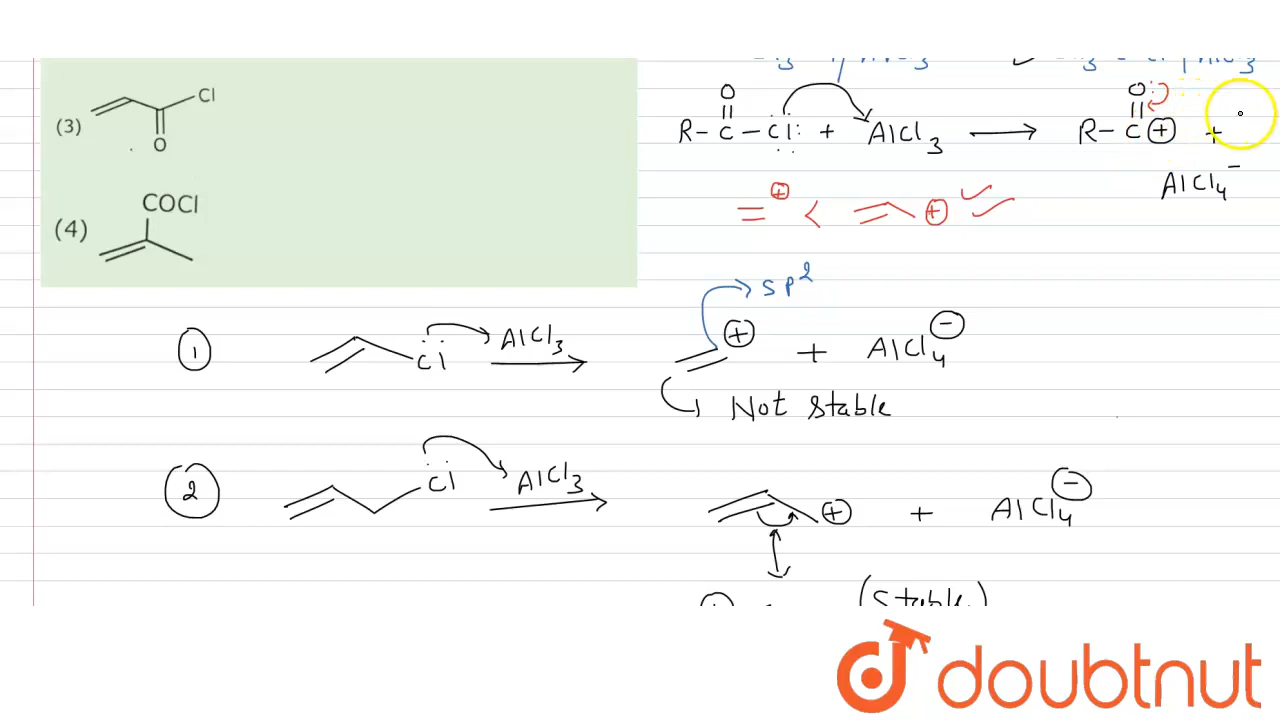 (3) Cl
O
COCl
(4)
O
||
R-C-Cl: + AlCl3 ⟶ R-C⊕ +
O:
||
AlCl4⁻
⊕ = < ⊕ ✓
① Cl AlCl3 ⟶ ⊕ + AlCl4⊖
sp²
Not stable
② Cl AlCl3 ⟶ ⊕ + AlCl4⊖
(stable)
doubtnut